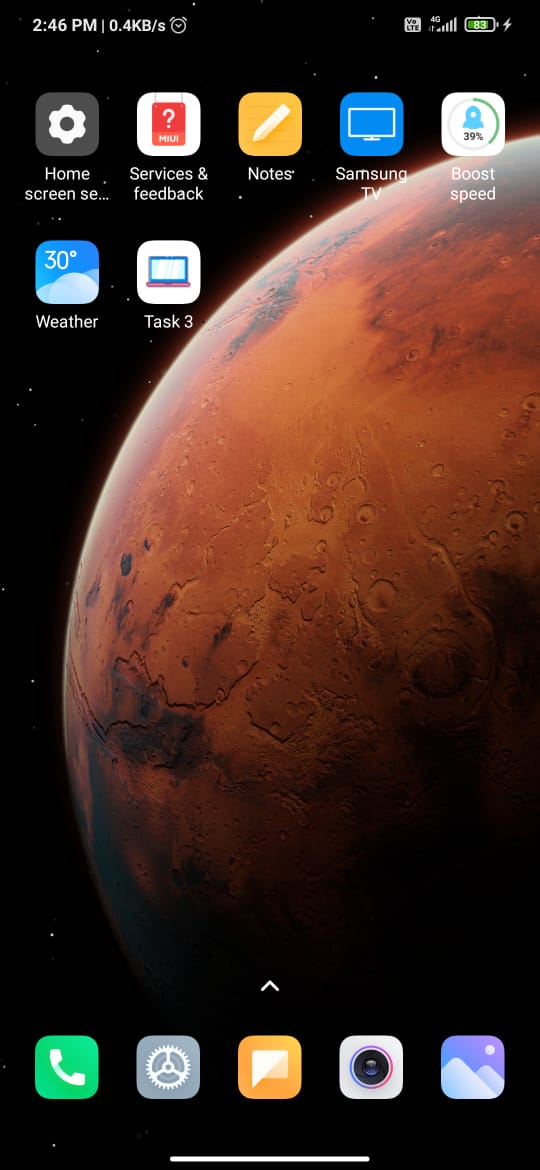 2:46 PM | 0.4KB/s
Vo LTE
4G
83
?
MIUI
39%
Home
screen se...
Services &
feedback
Notes
Samsung
TV
Boost
speed
30°
Weather
Task 3